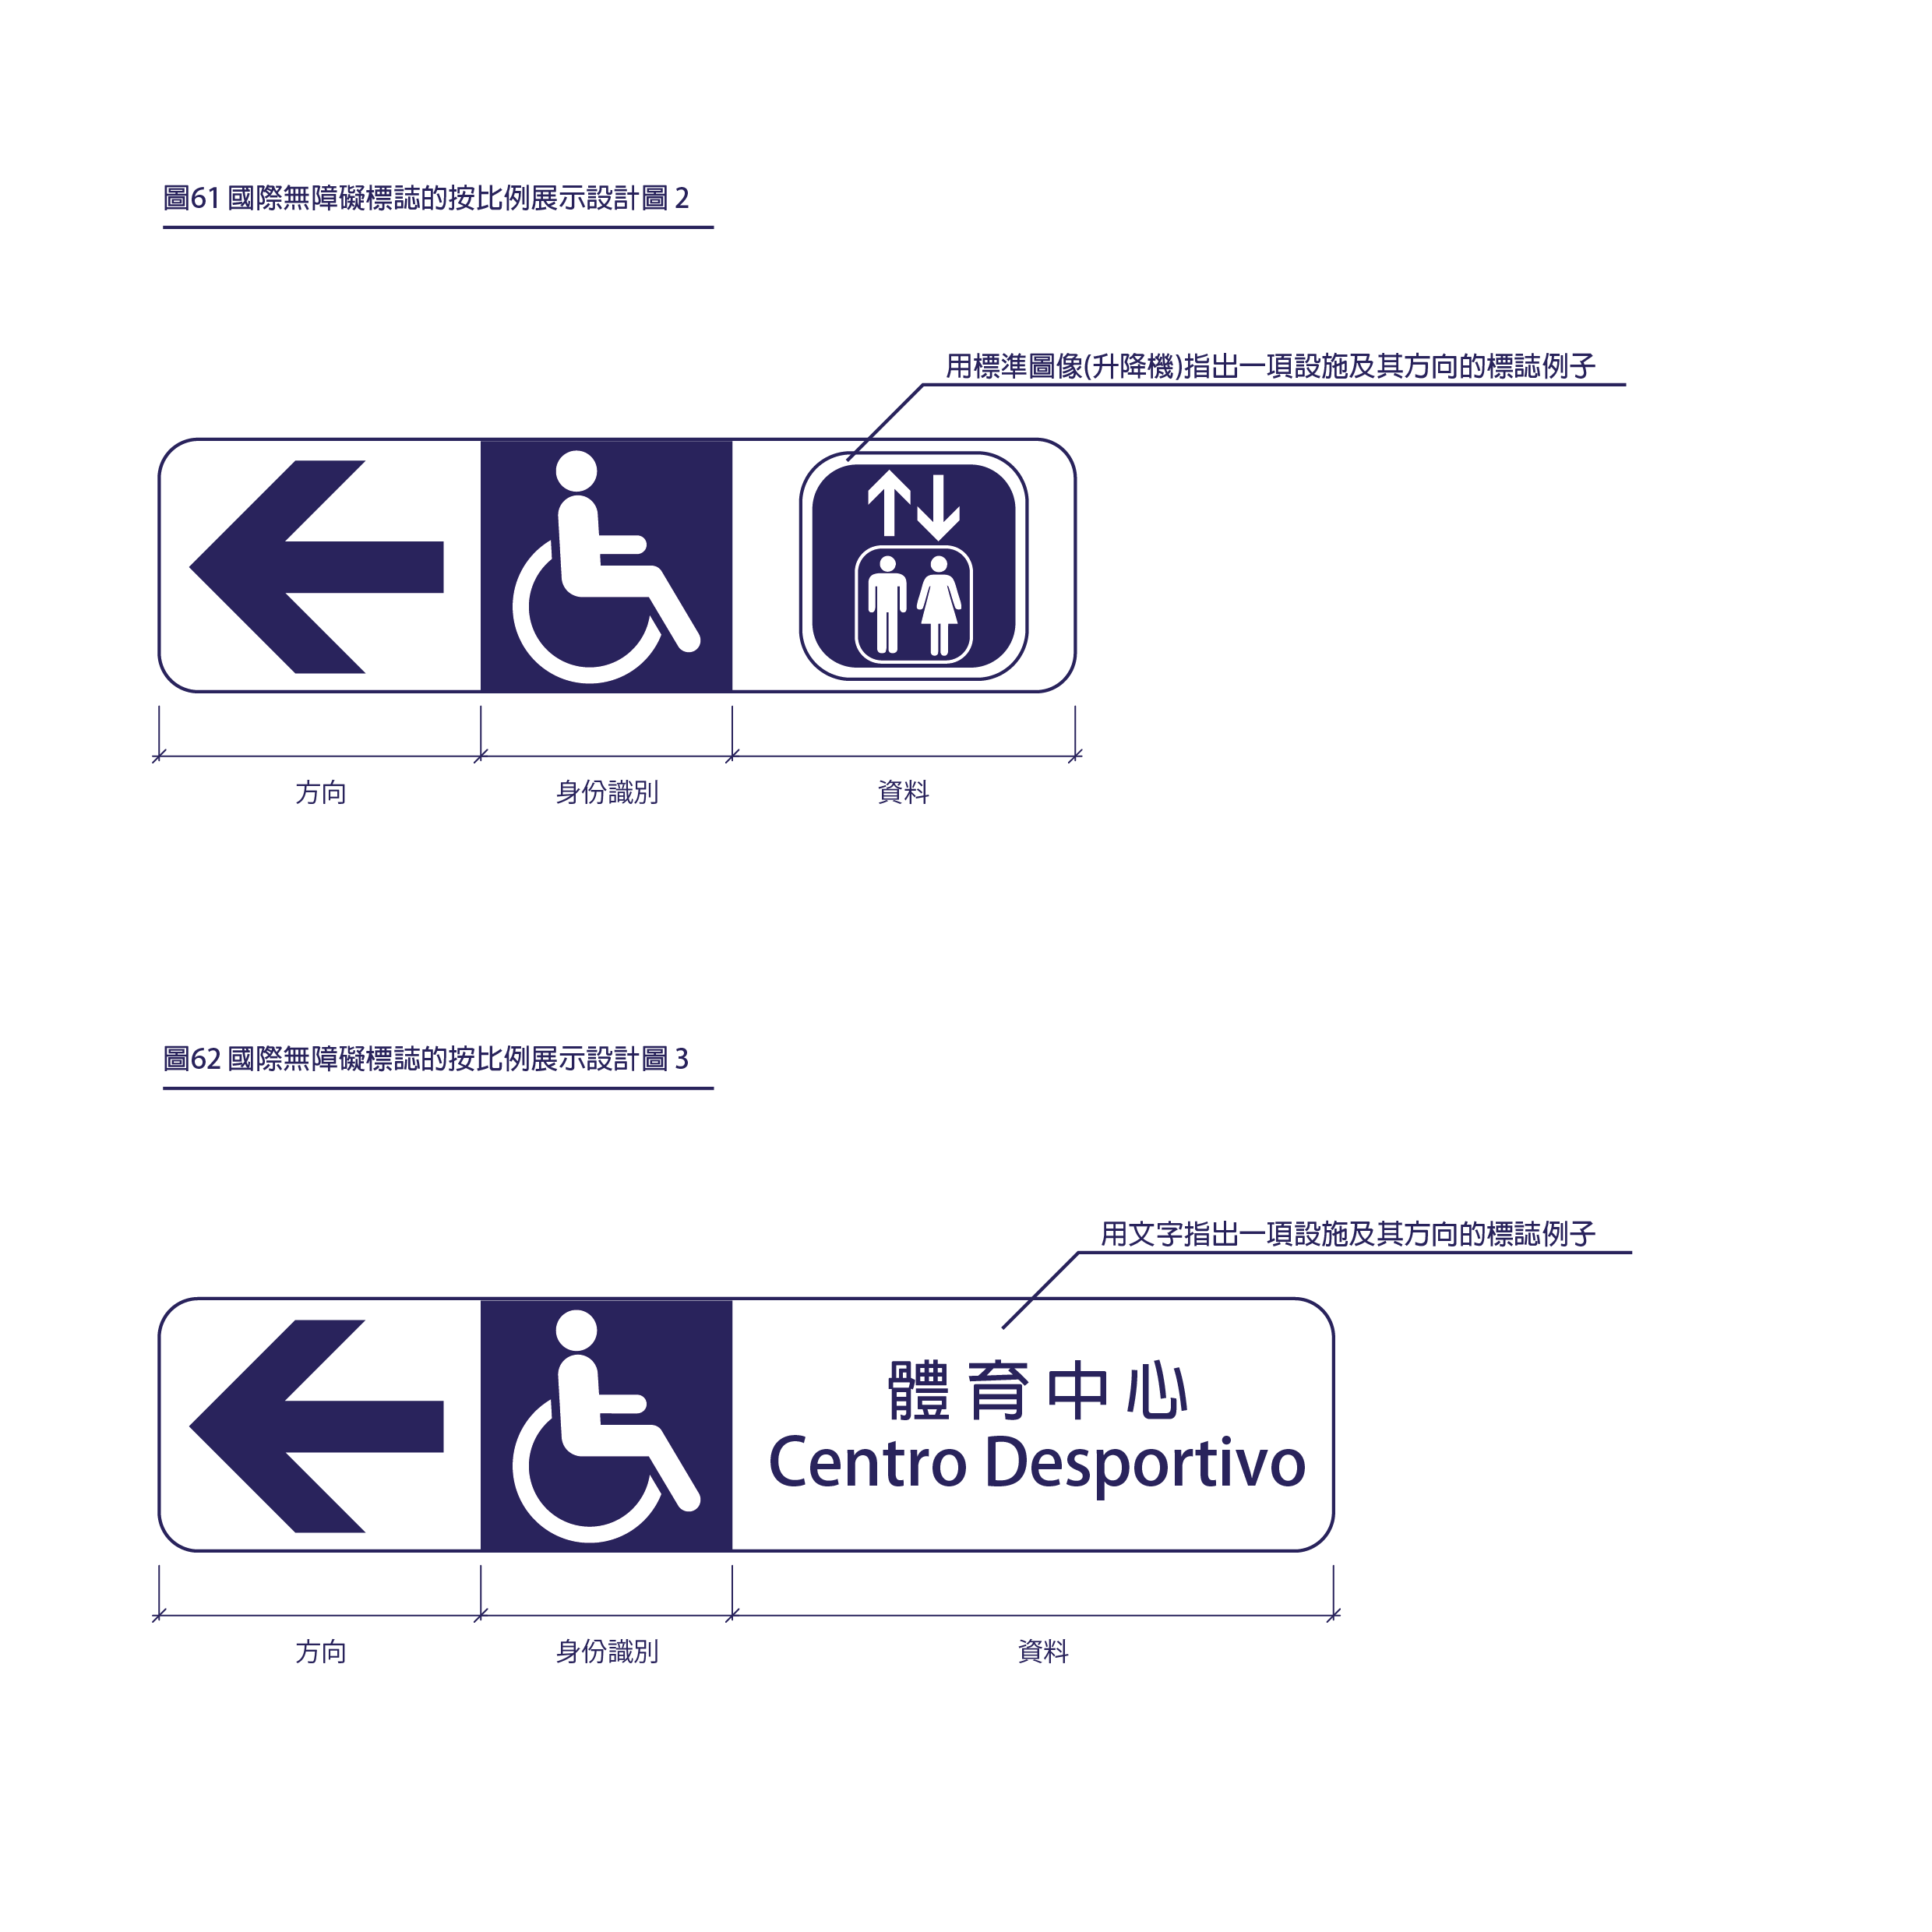 圖61 國際無障礙標誌的按比例展示設計圖 2
用標準圖像(升降機)指出一項設施及其方向的標誌例子
方向
身份識別
資料
圖62 國際無障礙標誌的按比例展示設計圖 3
用文字指出一項設施及其方向的標誌例子
體育中心
Centro Desportivo
方向
身份識別
資料